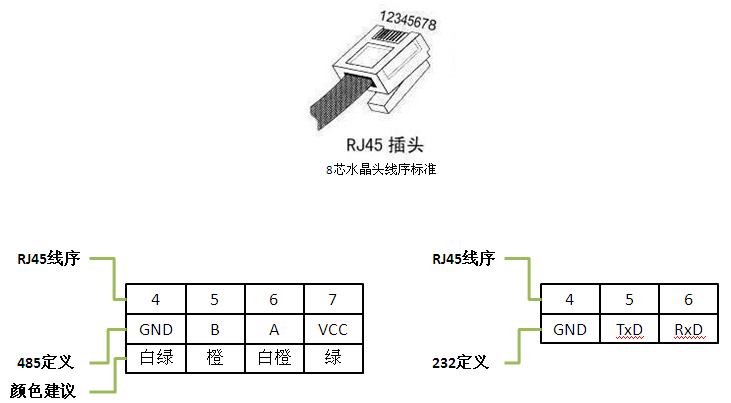 12345678
RJ45 插头
8芯水晶头线序标准
RJ45线序
4 5 6 7
GND B A VCC
485定义
白绿 橙 白橙 绿
颜色建议
RJ45线序
4 5 6
GND TxD RxD
232定义